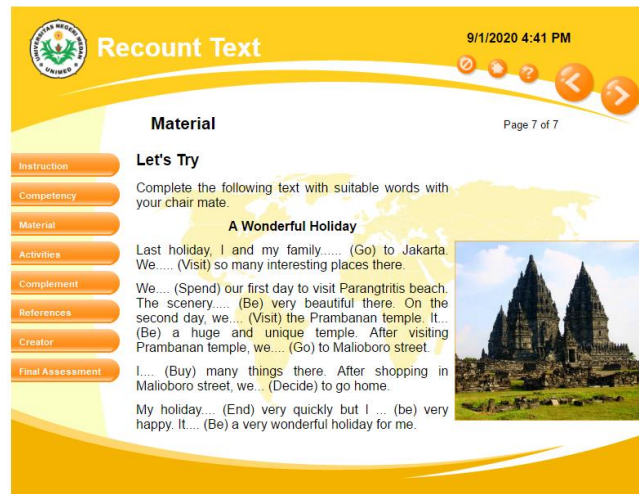 UNIVERSITAS NEGERI MEDAN
UNIMED
Recount Text
9/1/2020 4:41 PM
Material
Page 7 of 7
Instruction
Competency
Material
Activities
Complement
References
Creator
Final Assessment
Let's Try
Complete the following text with suitable words with
your chair mate.
A Wonderful Holiday
Last holiday, I and my family...... (Go) to Jakarta.
We.... (Visit) so many interesting places there.
We.... (Spend) our first day to visit Parangtritis beach.
The scenery..... (Be) very beautiful there. On the
second day, we.... (Visit) the Prambanan temple. It...
(Be) a huge and unique temple. After visiting
Prambanan temple, we.... (Go) to Malioboro street.
I.... (Buy) many things there. After shopping in
Malioboro street, we... (Decide) to go home.
My holiday.... (End) very quickly but I ... (be) very
happy. It.... (Be) a very wonderful holiday for me.